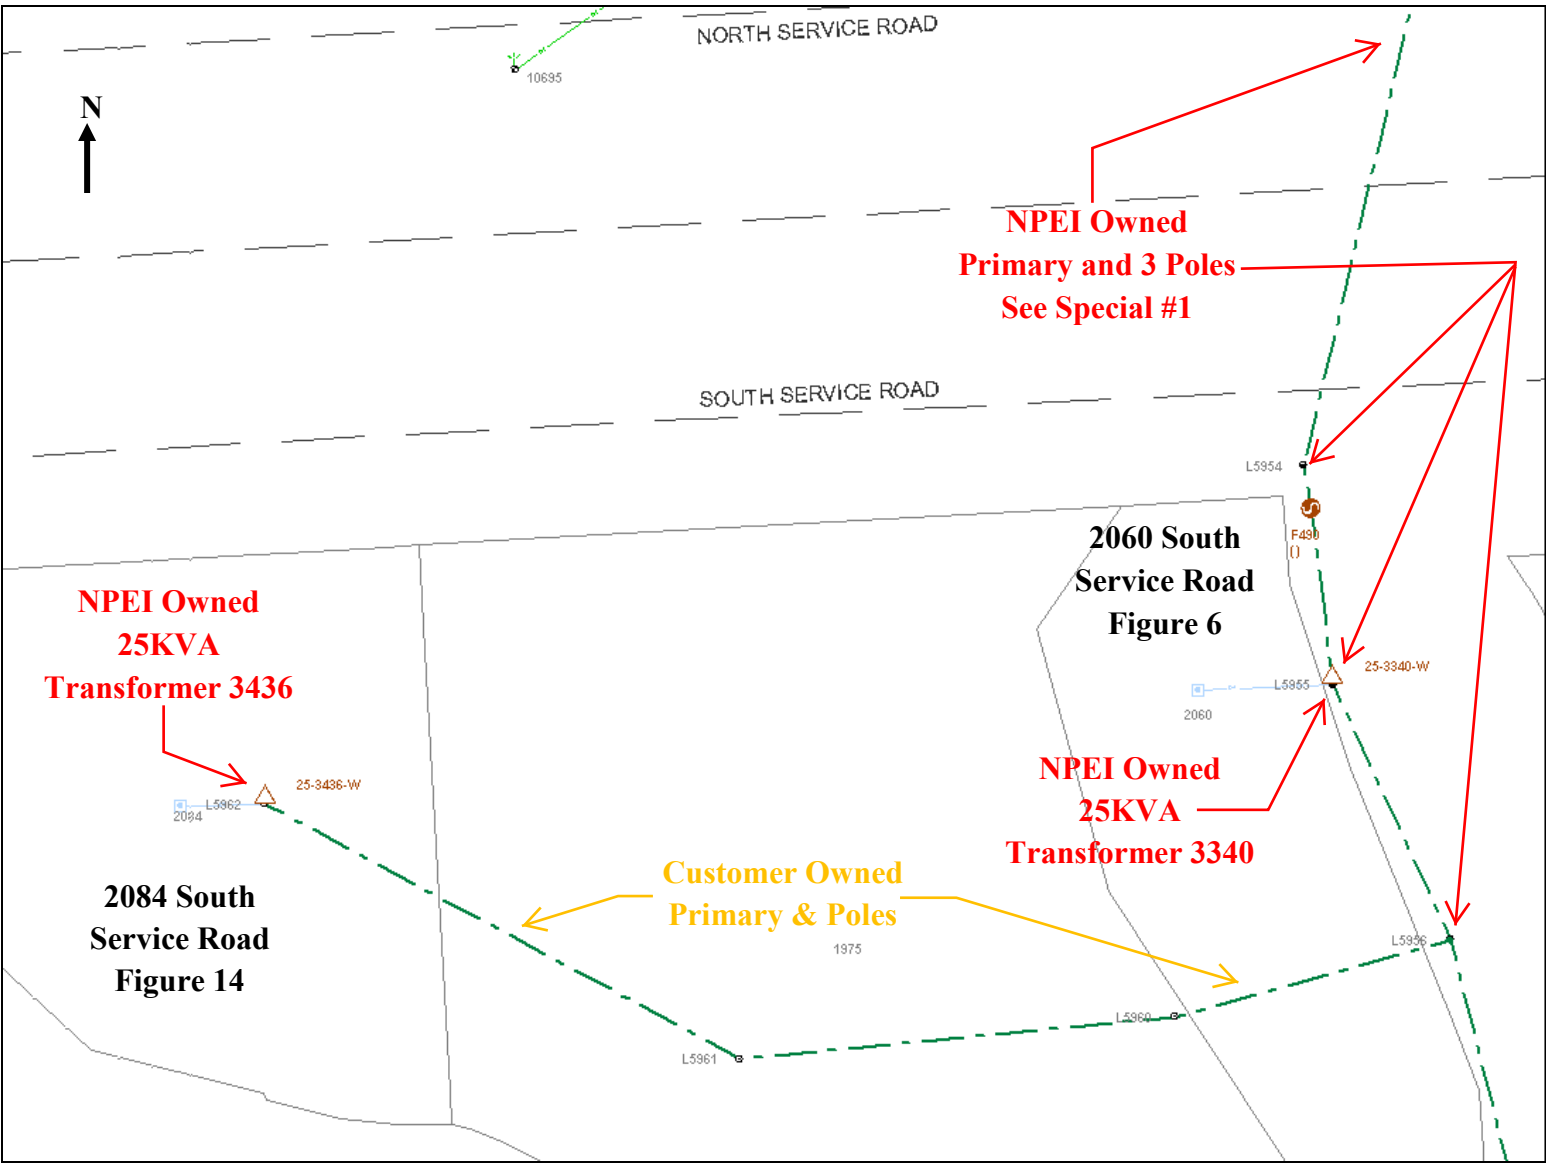 NORTH SERVICE ROAD
10695
N
NPEI Owned
Primary and 3 Poles
See Special #1
SOUTH SERVICE ROAD
L5954
F490
()
2060 South
Service Road
Figure 6
NPEI Owned
25KVA
Transformer 3436
25-3340-W
L5955
2060
NPEI Owned
25KVA
Transformer 3340
25-3436-W
L5962
2084
2084 South
Service Road
Figure 14
Customer Owned
Primary & Poles
1975
L5956
L5960
L5961